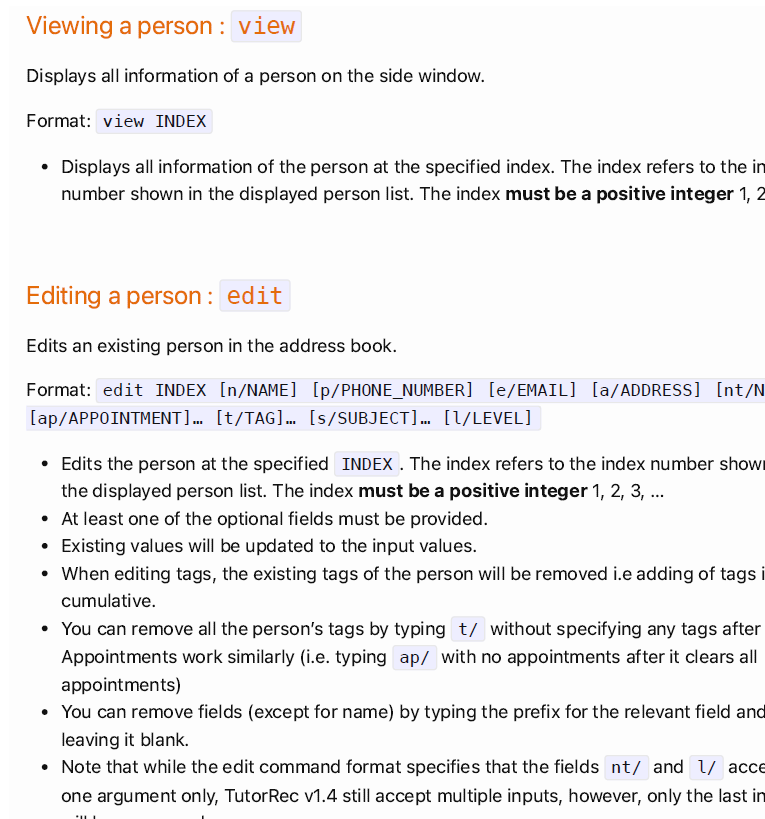 Viewing a person : view
Displays all information of a person on the side window.
Format: view INDEX
• Displays all information of the person at the specified index. The index refers to the
number shown in the displayed person list. The index must be a positive integer 1, 2
Editing a person : edit
Edits an existing person in the address book.
Format: edit INDEX [n/NAME] [p/PHONE_NUMBER] [e/EMAIL] [a/ADDRESS] [nt/N
[ap/APPOINTMENT]… [t/TAG]… [s/SUBJECT]… [l/LEVEL]
• Edits the person at the specified INDEX. The index refers to the index number show
the displayed person list. The index must be a positive integer 1, 2, 3, …
• At least one of the optional fields must be provided.
• Existing values will be updated to the input values.
• When editing tags, the existing tags of the person will be removed i.e adding of tags i
cumulative.
• You can remove all the person’s tags by typing t/ without specifying any tags after
Appointments work similarly (i.e. typing ap/ with no appointments after it clears all
appointments)
• You can remove fields (except for name) by typing the prefix for the relevant field and
leaving it blank.
• Note that while the edit command format specifies that the fields nt/ and l/ acce
one argument only, TutorRec v1.4 still accept multiple inputs, however, only the last in